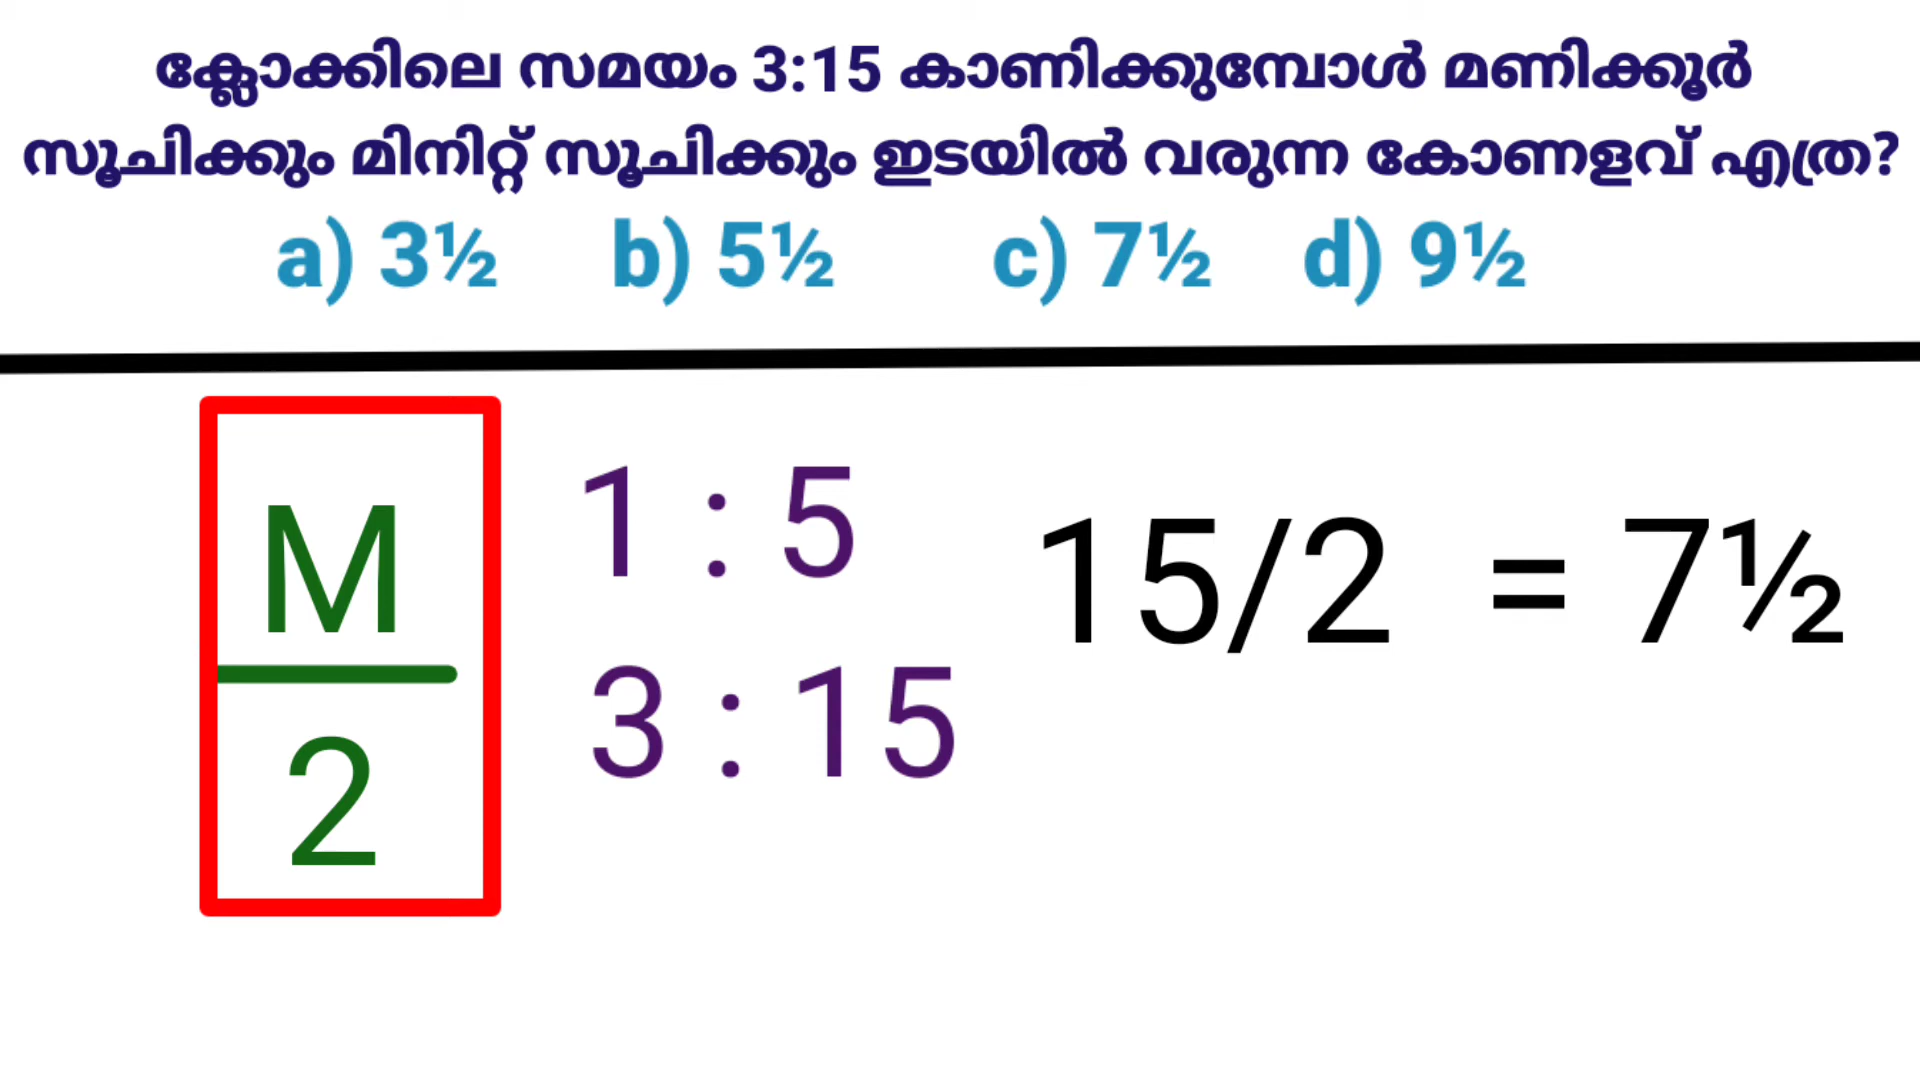 ക്ലോക്കിലെ സമയം 3:15 കാണിക്കുമ്പോൾ മണിക്കൂർ
സൂചിക്കും മിനിറ്റ് സൂചിക്കും ഇടയിൽ വരുന്ന കോണളവ് എത്ര?
a) 3½ b) 5½ c) 7½ d) 9½
M
2
1 : 5
3 : 15
15/2 = 7½